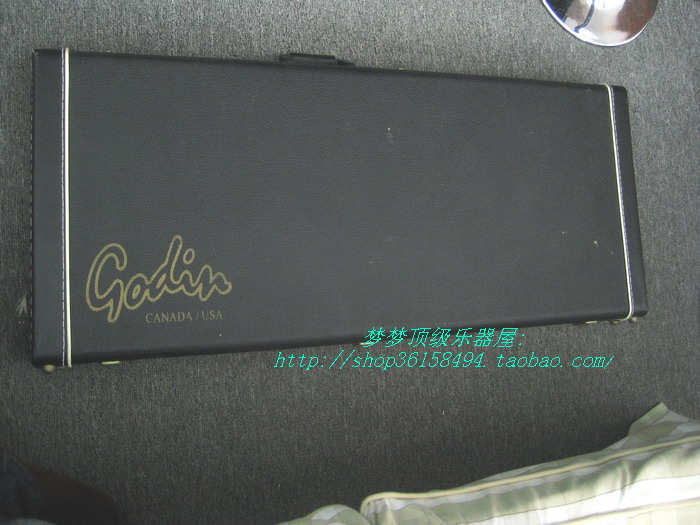 Godin
CANADA / USA
梦梦顶级乐器屋:
http://shop36158494.taobao.com/